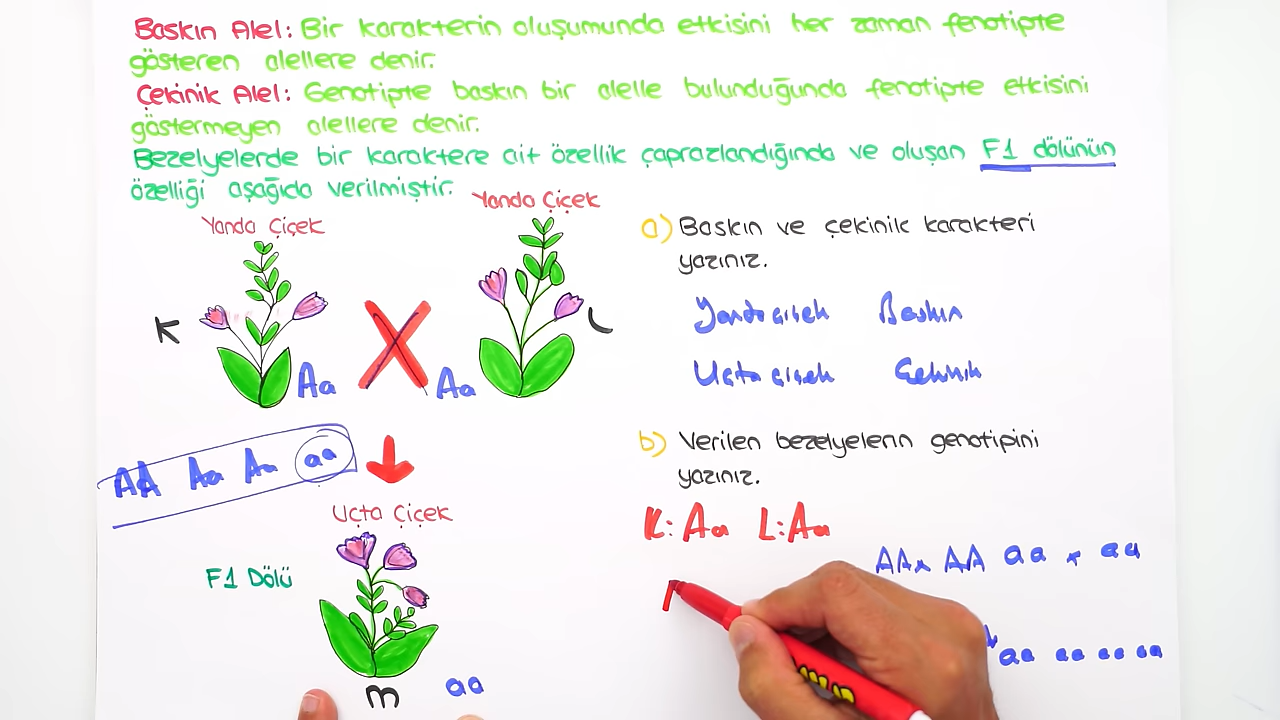 Baskın Alel: Bir karakterin oluşumunda etkisini her zaman fenotipte
gösteren alellere denir.
Çekinik Alel: Genotipte baskın bir alelle bulunduğunda fenotipte etkisini
göstermeyen alellere denir.
Bezelyelerde bir karaktere ait özellik çaprazlandığında ve oluşan F1 dölünün
özelliği aşağıda verilmiştir.
Yanda Çiçek
Yanda Çiçek
K
L
Aa
Aa
AA Aa Aa aa
Uçta Çiçek
F1 Dölü
m
aa
a) Baskın ve çekinik karakteri
yazınız.
Yanda çiçek Baskın
Uçta çiçek Çekinik
b) Verilen bezelyelerin genotipini
yazınız.
K: Aa L: Aa
AA x AA aa x aa
aa aa aa aa